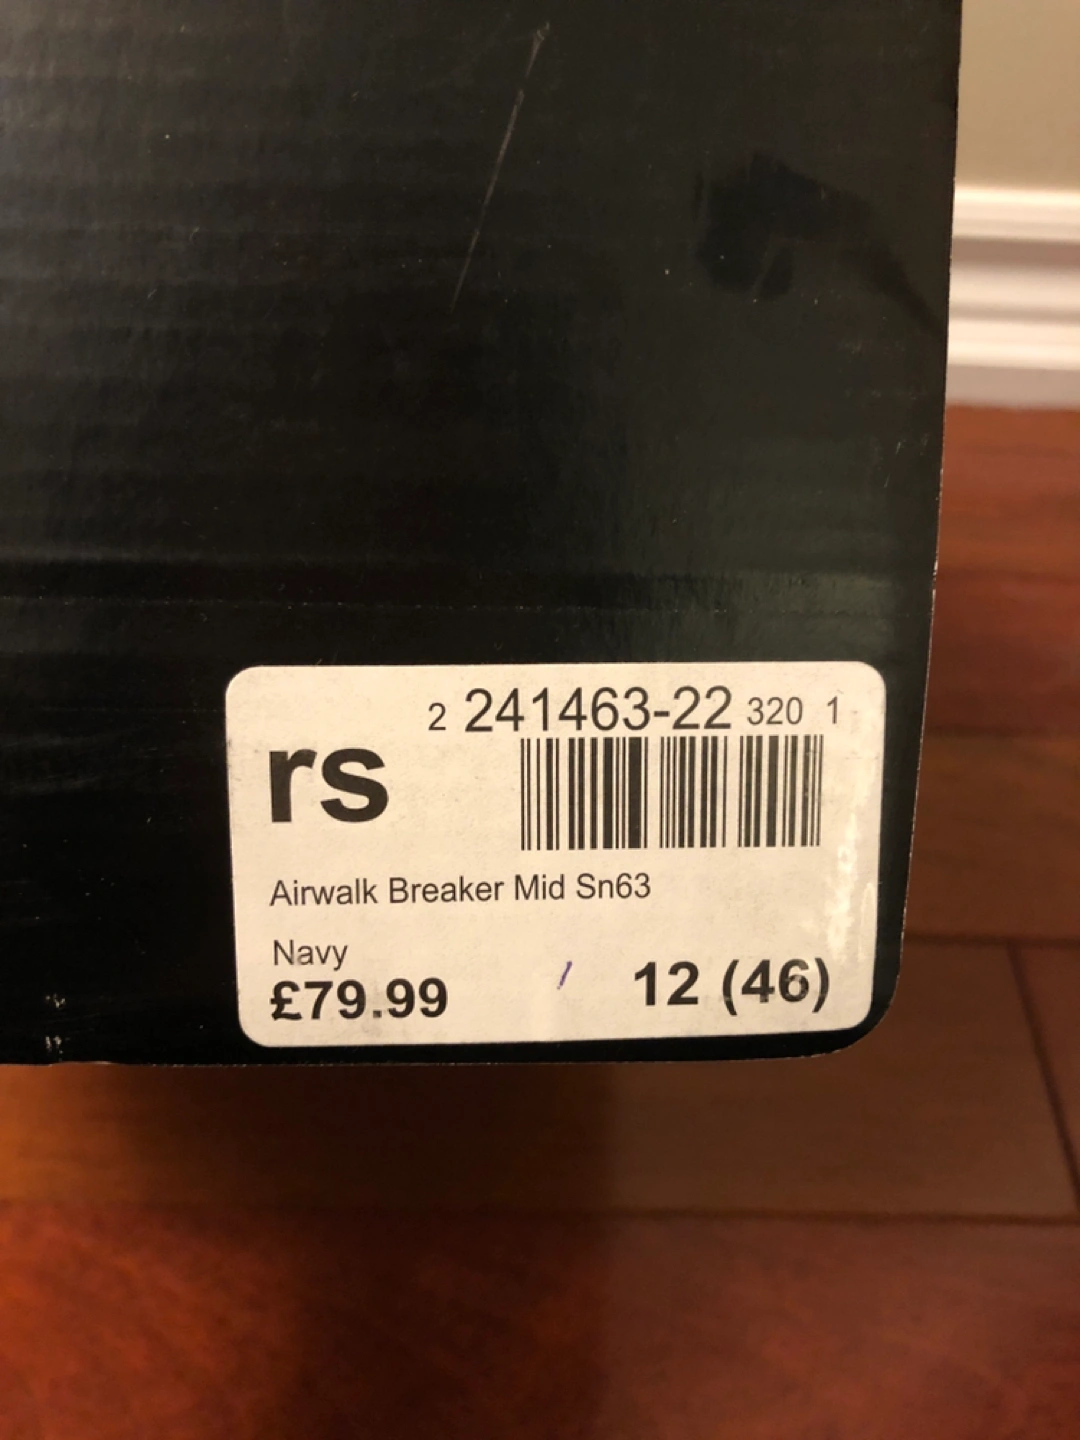 2 241463-22 320 1
rs
Airwalk Breaker Mid Sn63
Navy
£79.99 12 (46)